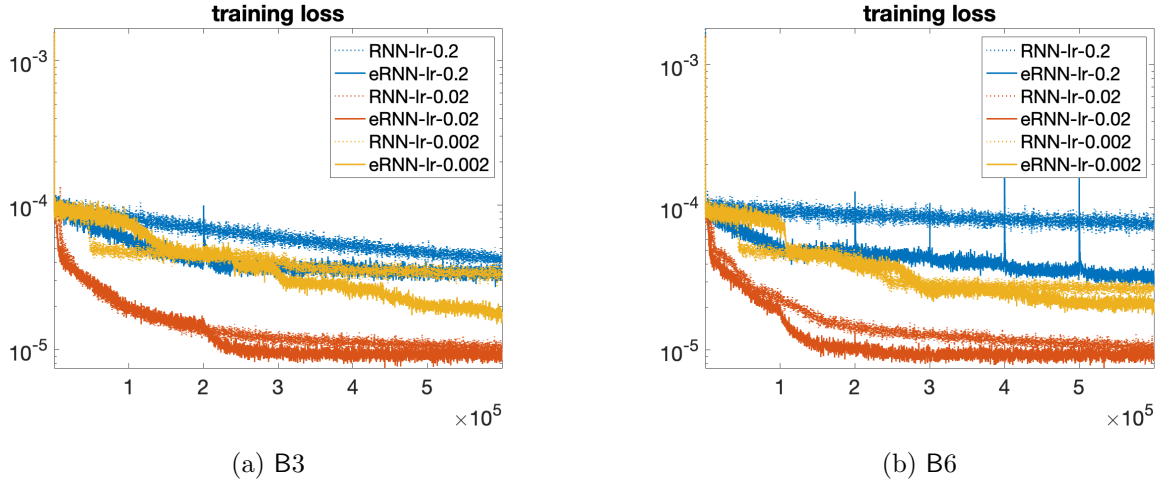 training loss
10^-3
10^-4
10^-5
RNN-lr-0.2
eRNN-lr-0.2
RNN-lr-0.02
eRNN-lr-0.02
RNN-lr-0.002
eRNN-lr-0.002
1 2 3 4 5
×10^5
(a) B3
training loss
10^-3
10^-4
10^-5
RNN-lr-0.2
eRNN-lr-0.2
RNN-lr-0.02
eRNN-lr-0.02
RNN-lr-0.002
eRNN-lr-0.002
1 2 3 4 5
×10^5
(b) B6